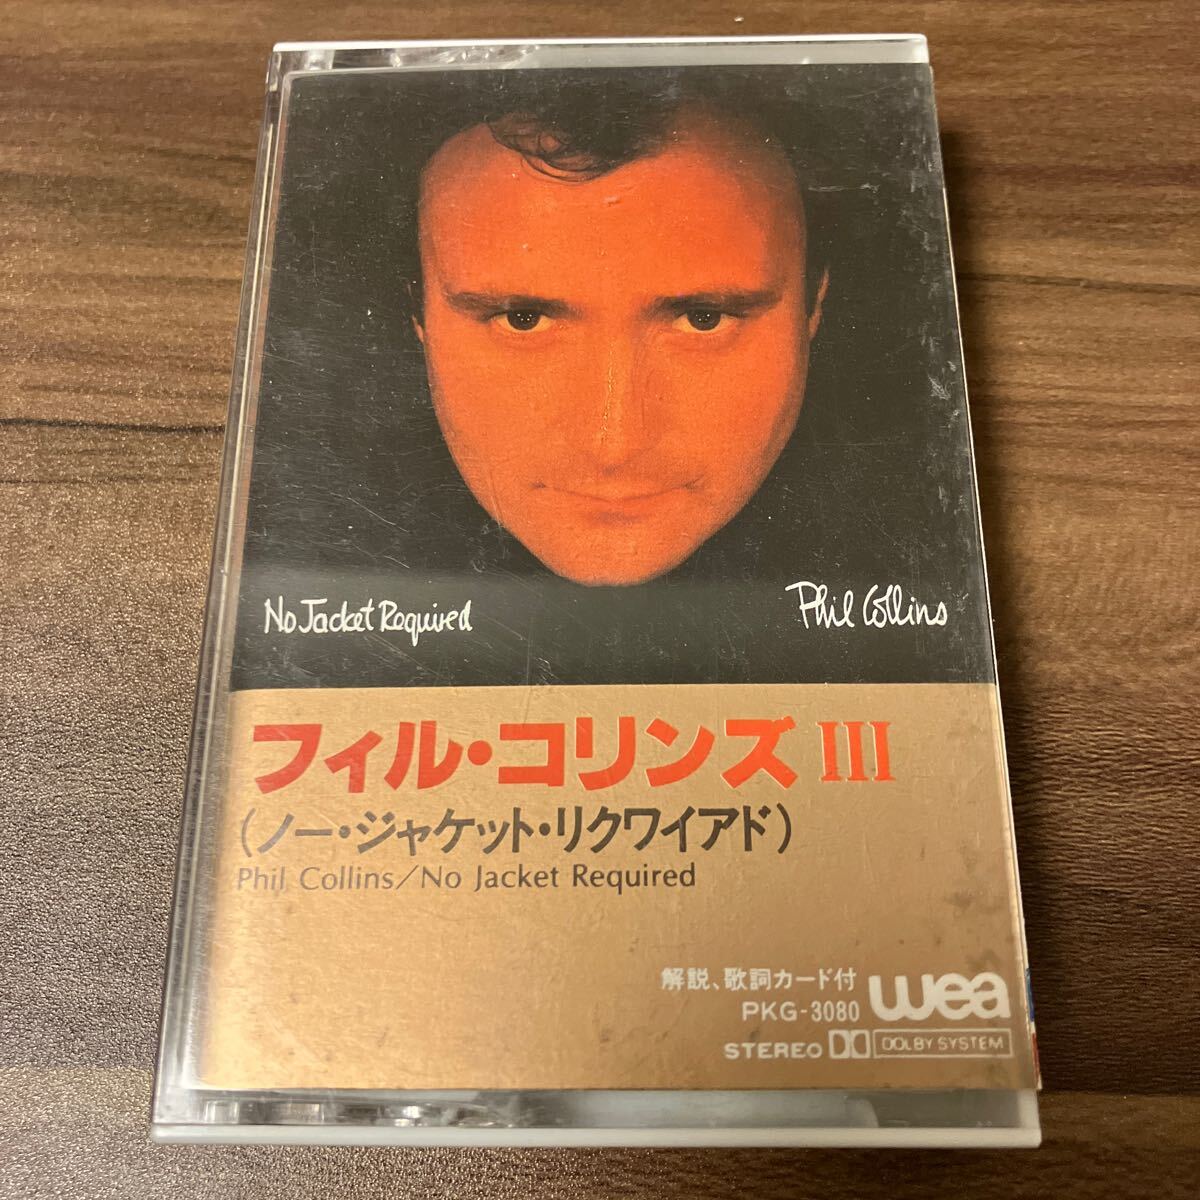 No Jacket Required
Phil Collins
フィル・コリンズ III
(ノー・ジャケット・リクワイアド)
Phil Collins/No Jacket Required
解説、歌詞カード付
PKG-3080
wea
STEREO DOLBY SYSTEM